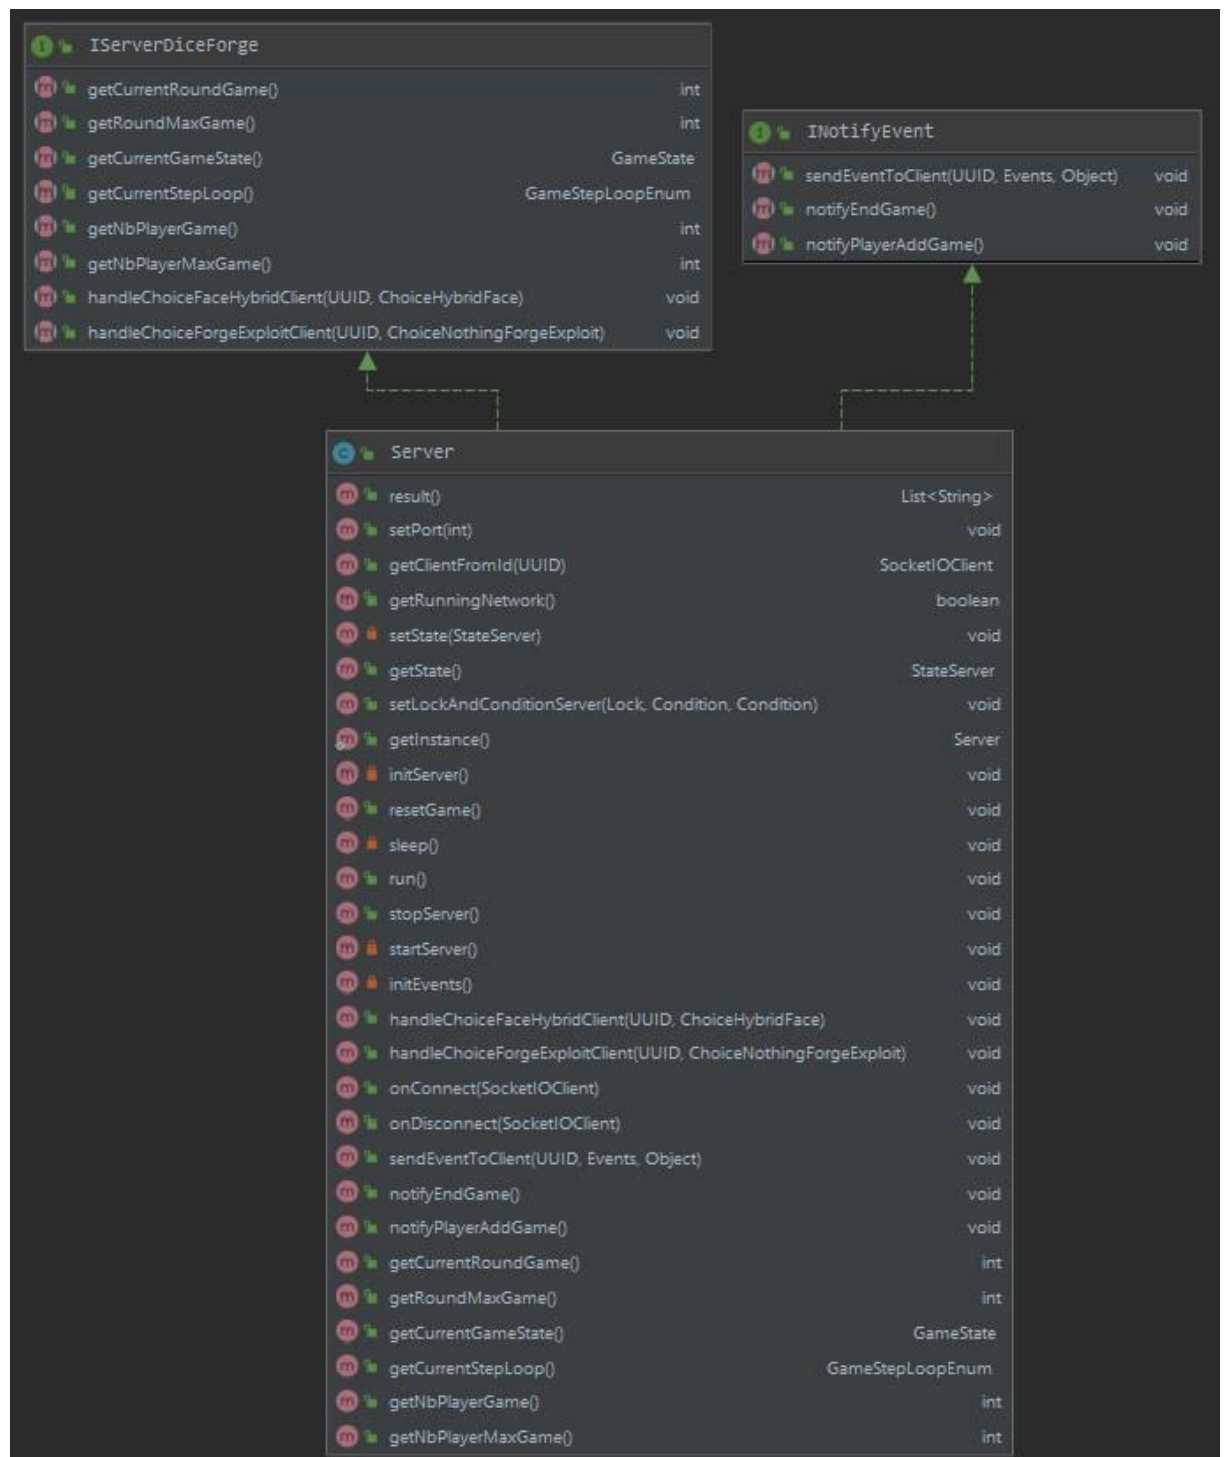 IServerDiceForge
getCurrentRoundGame() int
getRoundMaxGame() int
getCurrentGameState() GameState
getCurrentStepLoop() GameStepLoopEnum
getNbPlayerGame() int
getNbPlayerMaxGame() int
handleChoiceFaceHybridClient(UUID, ChoiceHybridFace) void
handleChoiceForgeExploitClient(UUID, ChoiceNothingForgeExploit) void
INotifyEvent
sendEventToClient(UUID, Events, Object) void
notifyEndGame() void
notifyPlayerAddGame() void
Server
result() List<String>
setPort(int) void
getClientFromId(UUID) SocketIOClient
getRunningNetwork() boolean
setState(StateServer) void
getState() StateServer
setLockAndConditionServer(Lock, Condition, Condition) void
getInstance() Server
initServer() void
resetGame() void
sleep() void
run() void
stopServer() void
startServer() void
initEvents() void
handleChoiceFaceHybridClient(UUID, ChoiceHybridFace) void
handleChoiceForgeExploitClient(UUID, ChoiceNothingForgeExploit) void
onConnect(SocketIOClient) void
onDisconnect(SocketIOClient) void
sendEventToClient(UUID, Events, Object) void
notifyEndGame() void
notifyPlayerAddGame() void
getCurrentRoundGame() int
getRoundMaxGame() int
getCurrentGameState() GameState
getCurrentStepLoop() GameStepLoopEnum
getNbPlayerGame() int
getNbPlayerMaxGame() int